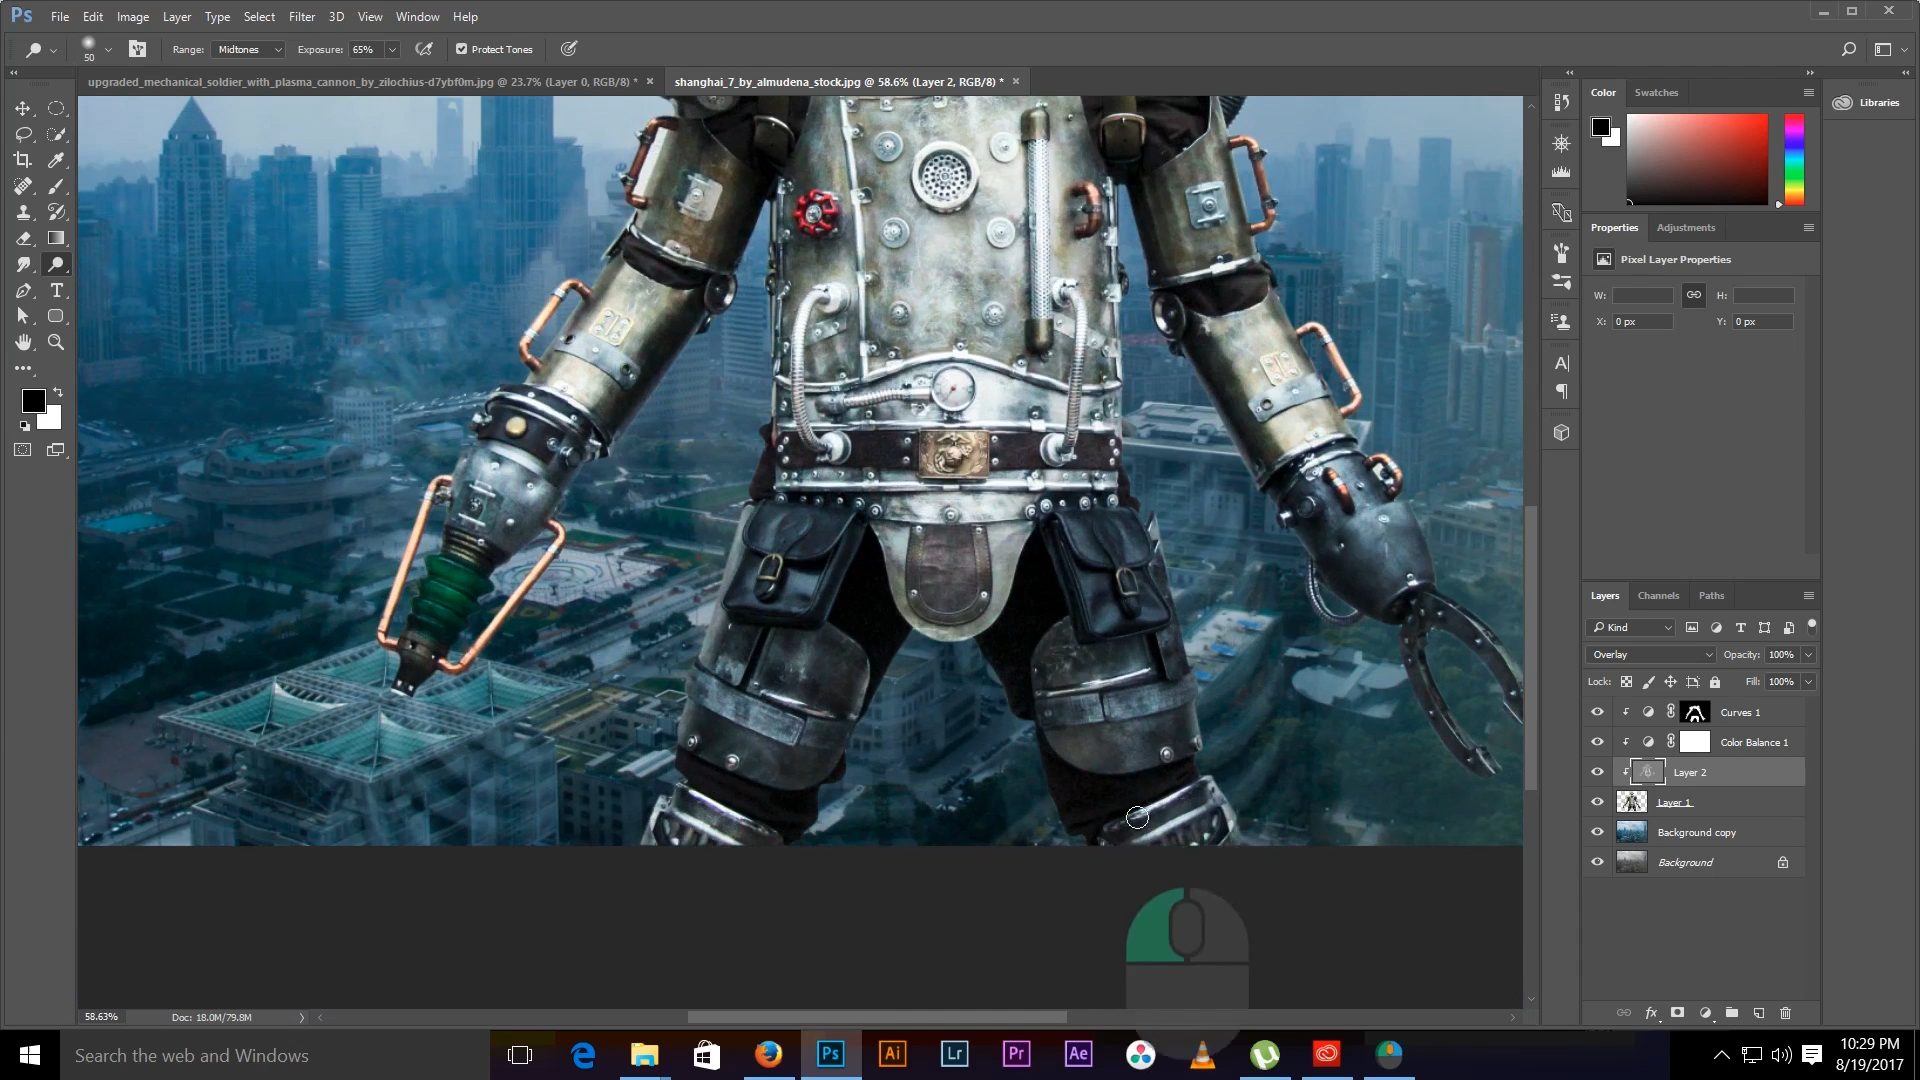 Ps File Edit Image Layer Type Select Filter 3D View Window Help
50 Range: Midtones Exposure: 65% Protect Tones
upgraded_mechanical_soldier_with_plasma_cannon_by_zilochius-d7ybf0m.jpg @ 23.7% (Layer 0, RGB/8) *
shanghai_7_by_almudena_stock.jpg @ 58.6% (Layer 2, RGB/8) *
Color Swatches
Libraries
Properties Adjustments
Pixel Layer Properties
W: H:
X: 0 px Y: 0 px
Layers Channels Paths
Kind
Overlay Opacity: 100%
Lock: Fill: 100%
Curves 1
Color Balance 1
Layer 2
Layer 1
Background copy
Background
fx
58.63% Doc: 18.0M/79.8M
Search the web and Windows
Ps Ai Lr Pr Ae
10:29 PM
8/19/2017